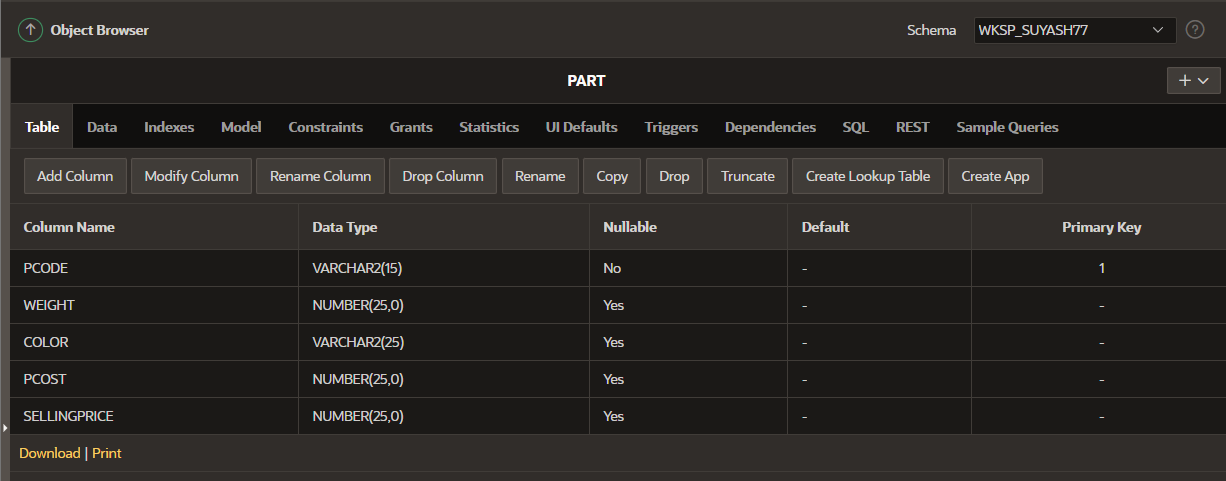 Object Browser Schema WKSP_SUYASH77 ?
PART
Table Data Indexes Model Constraints Grants Statistics UI Defaults Triggers Dependencies SQL REST Sample Queries
Add Column Modify Column Rename Column Drop Column Rename Copy Drop Truncate Create Lookup Table Create App
Column Name Data Type Nullable Default Primary Key
PCODE VARCHAR2(15) No - 1
WEIGHT NUMBER(25,0) Yes - -
COLOR VARCHAR2(25) Yes - -
PCOST NUMBER(25,0) Yes - -
SELLINGPRICE NUMBER(25,0) Yes - -
Download | Print